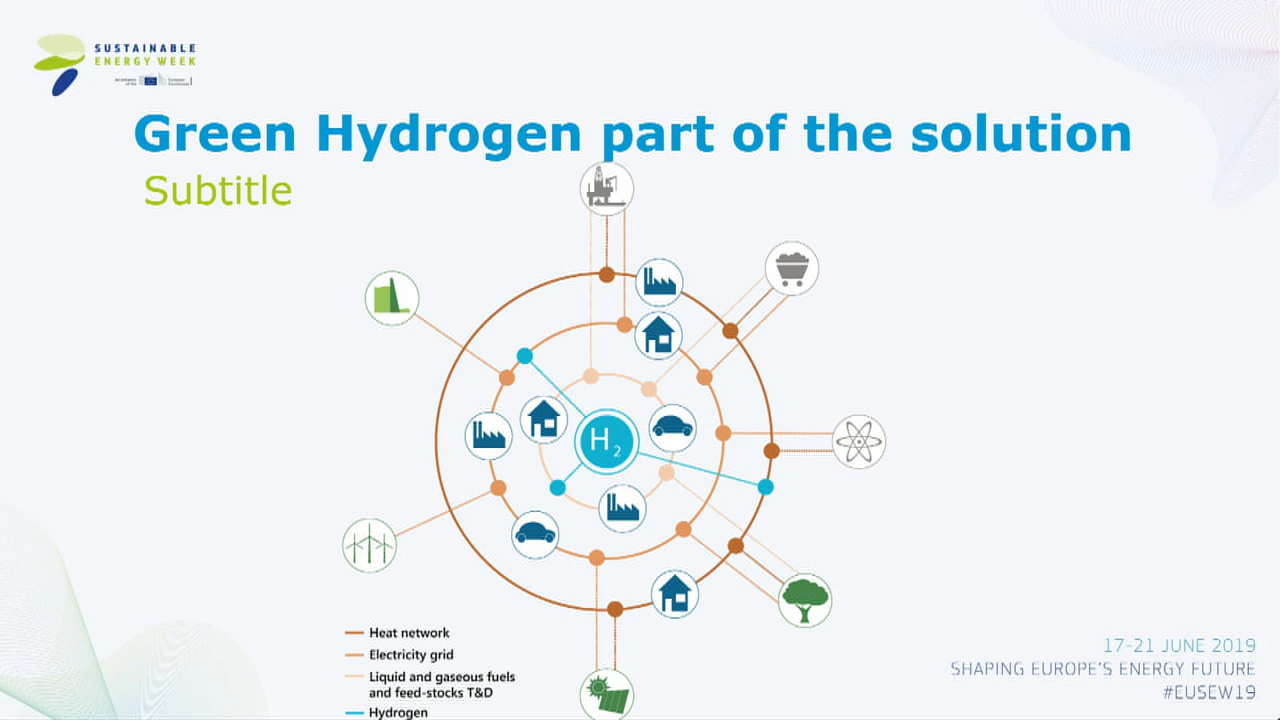 SUSTAINABLE
ENERGY WEEK
Green Hydrogen part of the solution
Subtitle
H2
Heat network
Electricity grid
Liquid and gaseous fuels
and feed-stocks T&D
Hydrogen
17-21 JUNE 2019
SHAPING EUROPE'S ENERGY FUTURE
#EUSEW19